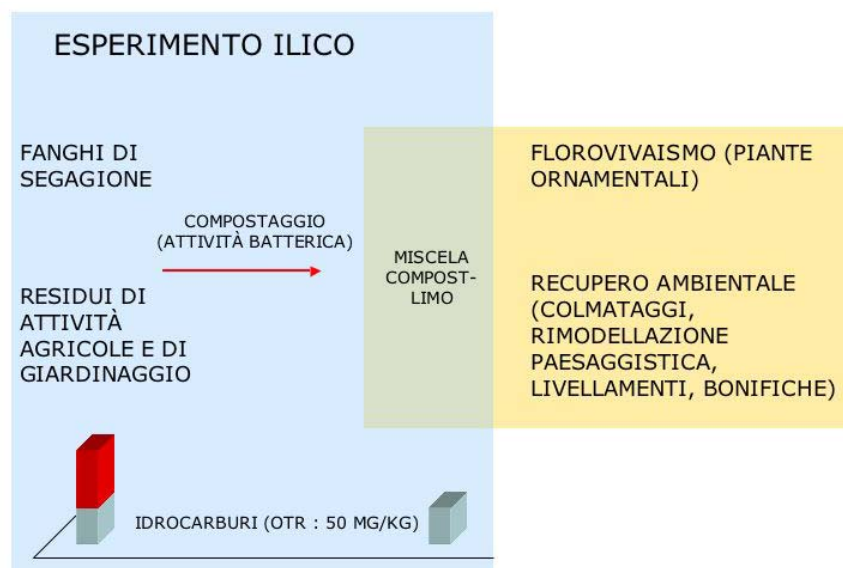 ESPERIMENTO ILICO
FANGHI DI
SEGAGIONE
COMPOSTAGGIO
(ATTIVITÀ BATTERICA)
RESIDUI DI
ATTIVITÀ
AGRICOLE E DI
GIARDINAGGIO
MISCELA
COMPOST-
LIMO
FLOROVIVAISMO (PIANTE
ORNAMENTALI)
RECUPERO AMBIENTALE
(COLMATAGGI,
RIMODELLAZIONE
PAESAGGISTICA,
LIVELLAMENTI, BONIFICHE)
IDROCARBURI (OTR : 50 MG/KG)